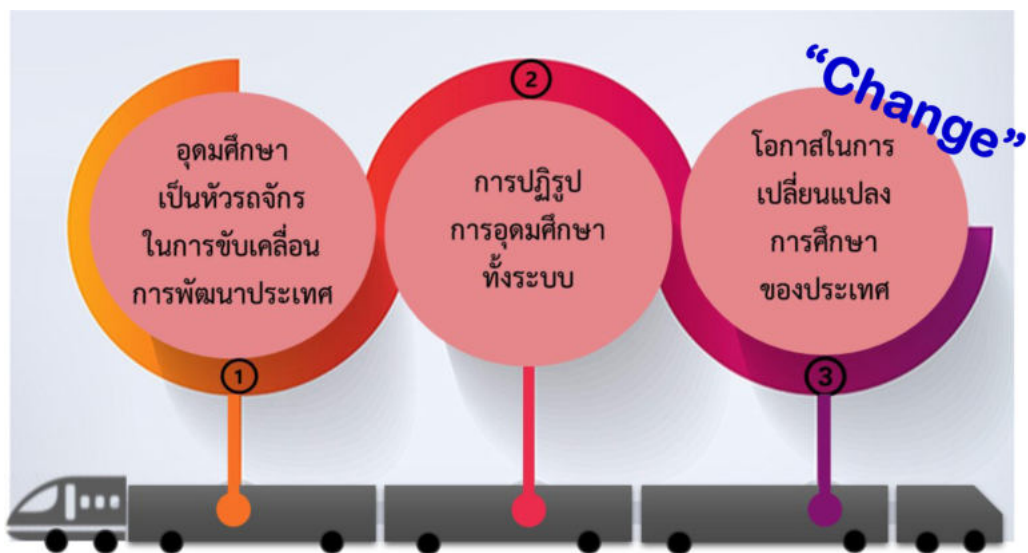 อุดมศึกษา
เป็นหัวรถจักร
ในการขับเคลื่อน
การพัฒนาประเทศ
1
2
การปฏิรูป
การอุดมศึกษา
ทั้งระบบ
“Change”
โอกาสในการ
เปลี่ยนแปลง
การศึกษา
ของประเทศ
3